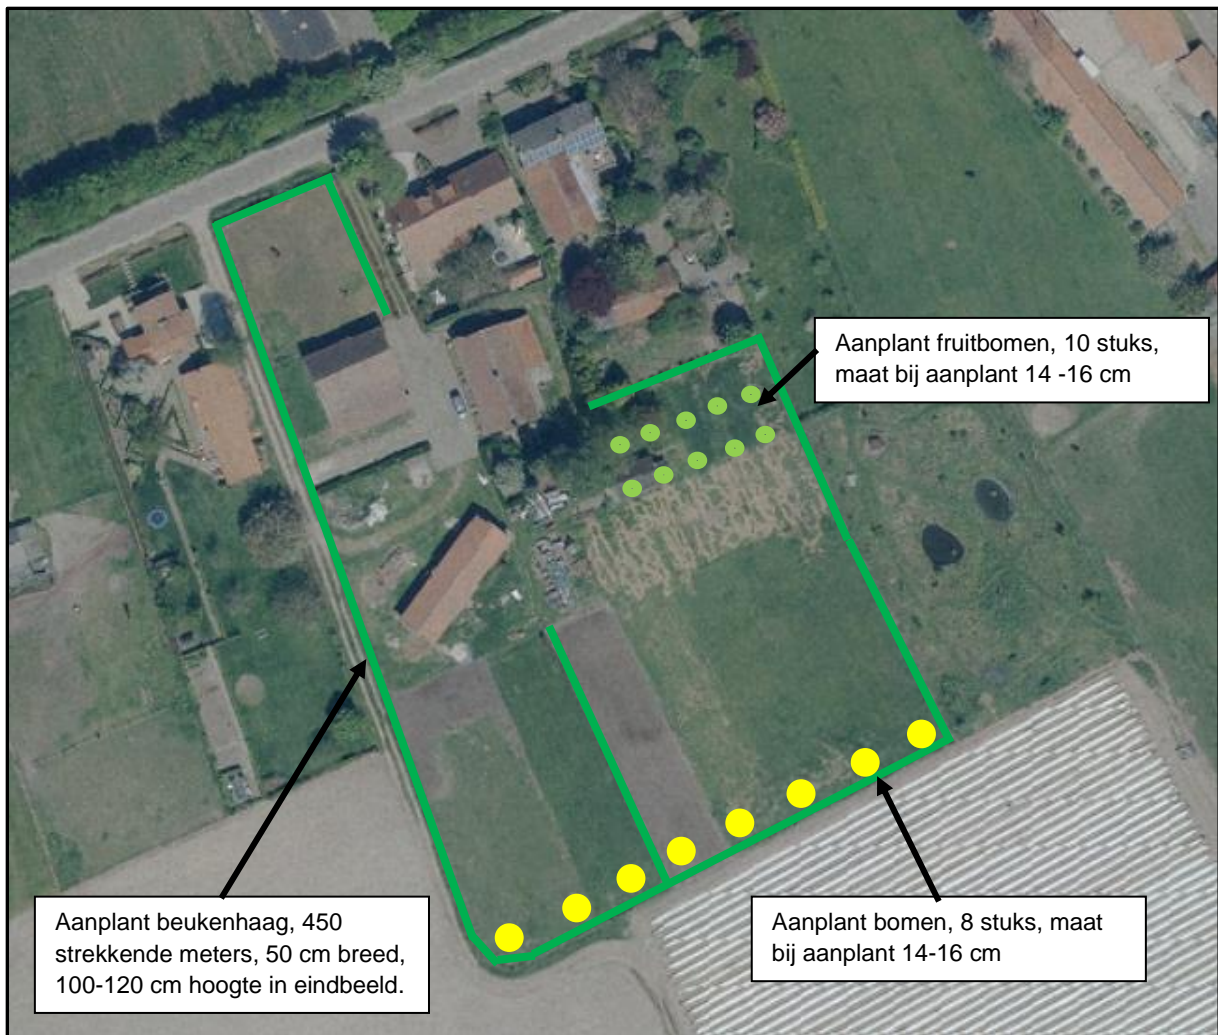 Aanplant fruitbomen, 10 stuks,
maat bij aanplant 14 -16 cm
Aanplant beukenhaag, 450
strekkende meters, 50 cm breed,
100-120 cm hoogte in eindbeeld.
Aanplant bomen, 8 stuks, maat
bij aanplant 14-16 cm